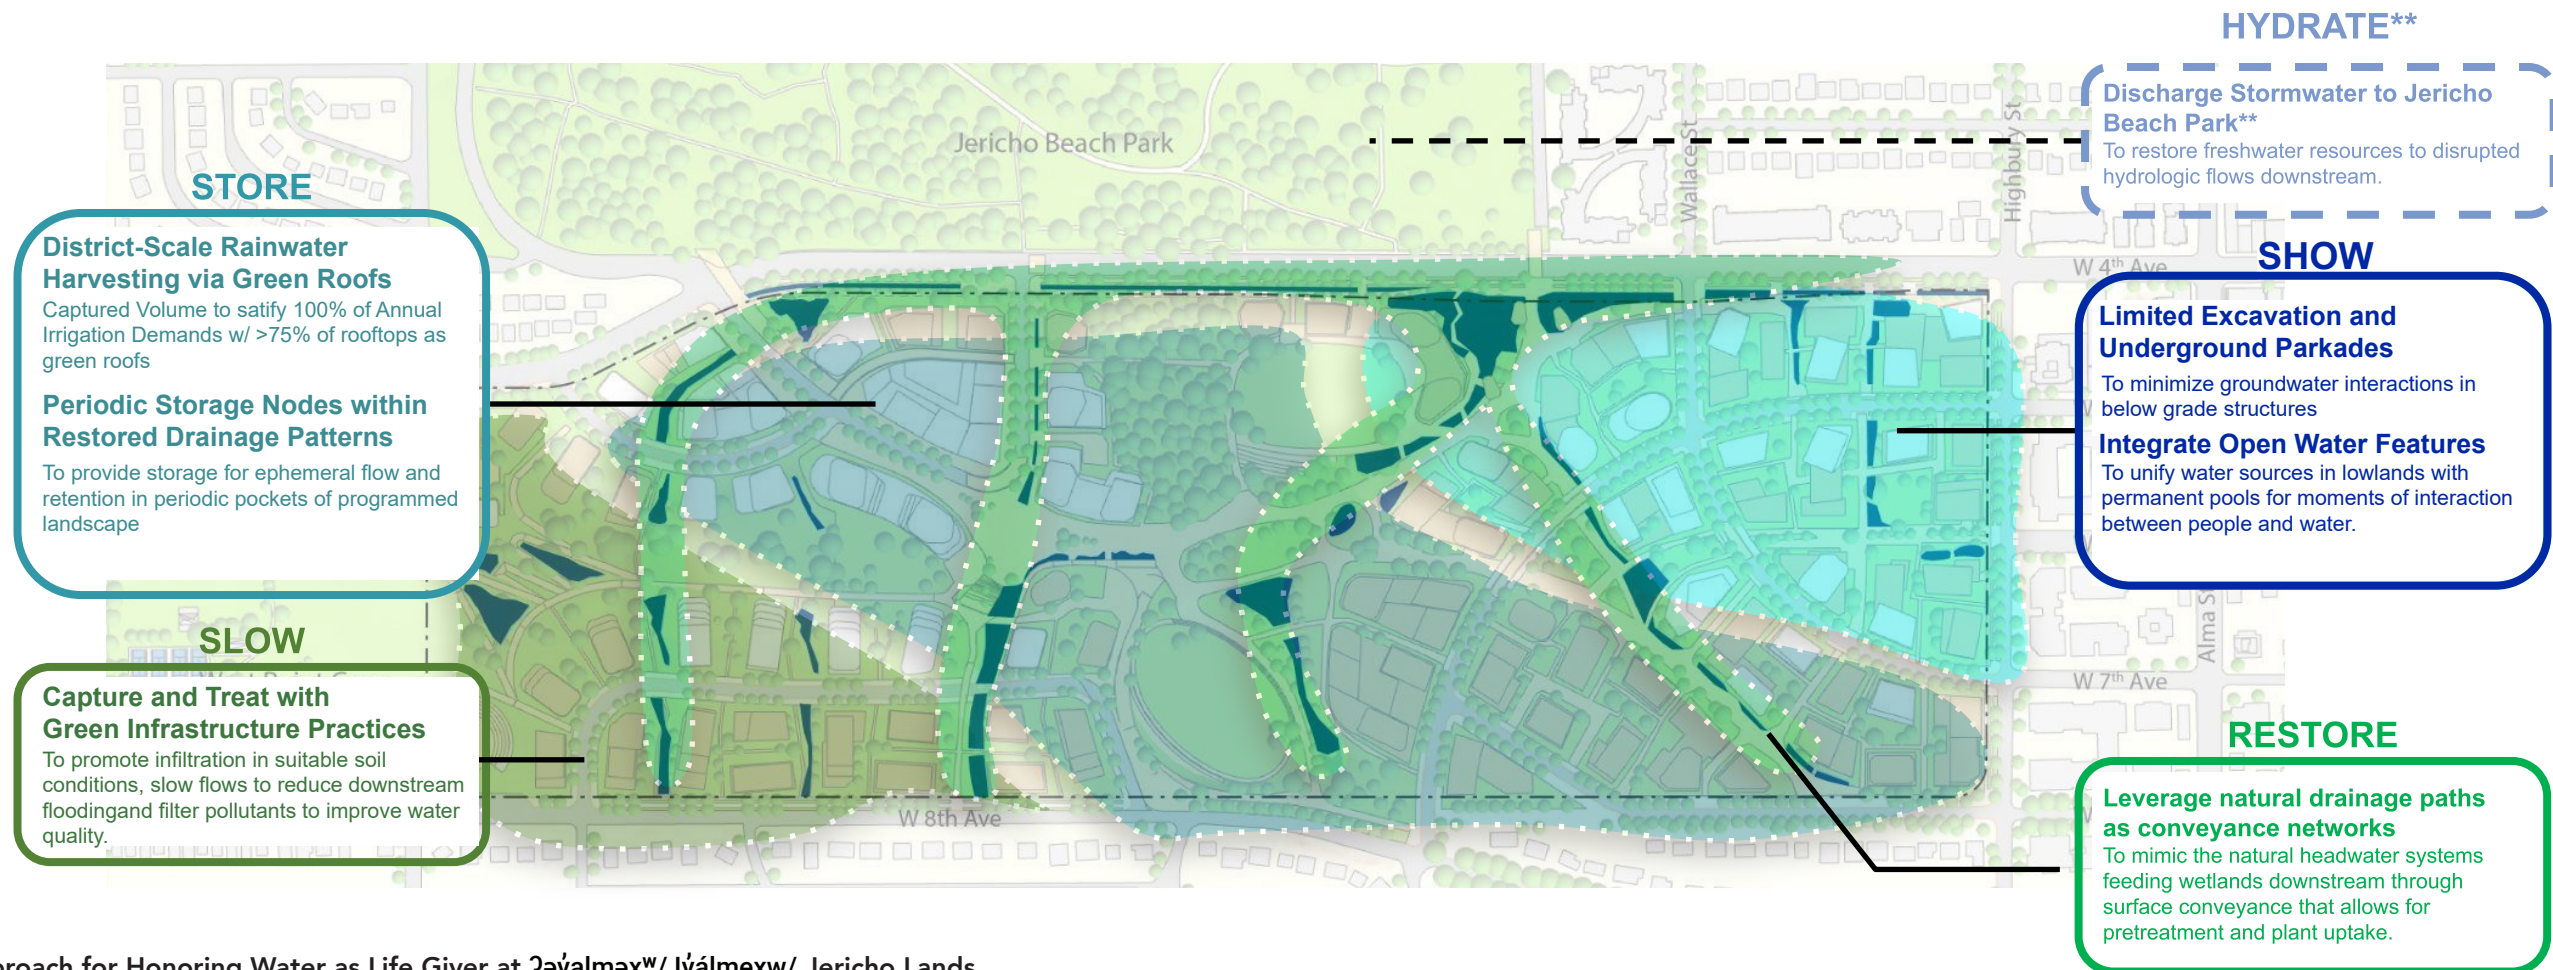 HYDRATE**
Discharge Stormwater to Jericho
Beach Park**
To restore freshwater resources to disrupted
hydrologic flows downstream.
Jericho Beach Park
Wallace St
Highbury St
STORE
District-Scale Rainwater
Harvesting via Green Roofs
Captured Volume to satify 100% of Annual
Irrigation Demands w/ >75% of rooftops as
green roofs
Periodic Storage Nodes within
Restored Drainage Patterns
To provide storage for ephemeral flow and
retention in periodic pockets of programmed
landscape
W 4th Ave
SHOW
Limited Excavation and
Underground Parkades
To minimize groundwater interactions in
below grade structures
Integrate Open Water Features
To unify water sources in lowlands with
permanent pools for moments of interaction
between people and water.
Alma St
SLOW
Capture and Treat with
Green Infrastructure Practices
To promote infiltration in suitable soil
conditions, slow flows to reduce downstream
floodingand filter pollutants to improve water
quality.
W 7th Ave
W 8th Ave
RESTORE
Leverage natural drainage paths
as conveyance networks
To mimic the natural headwater systems
feeding wetlands downstream through
surface conveyance that allows for
pretreatment and plant uptake.
for Honoring Water as Life Giver at ʔəy̓alməxʷ/ Iy̓álmexw/ Jericho Lands